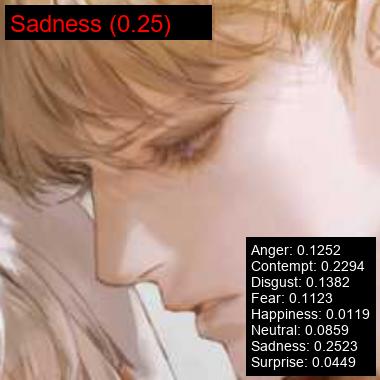 Sadness (0.25)
Anger: 0.1252
Contempt: 0.2294
Disgust: 0.1382
Fear: 0.1123
Happiness: 0.0119
Neutral: 0.0859
Sadness: 0.2523
Surprise: 0.0449